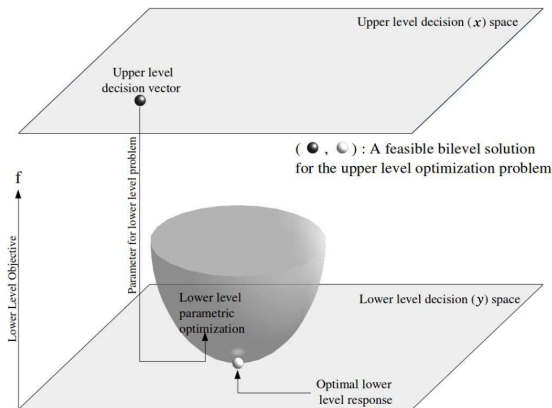 Upper level decision (x) space
Upper level
decision vector
( , ) : A feasible bilevel solution
for the upper level optimization problem
f
Lower Level Objective
Parameter for lower level problem
Lower level
parametric
optimization
Lower level decision (y) space
Optimal lower
level response